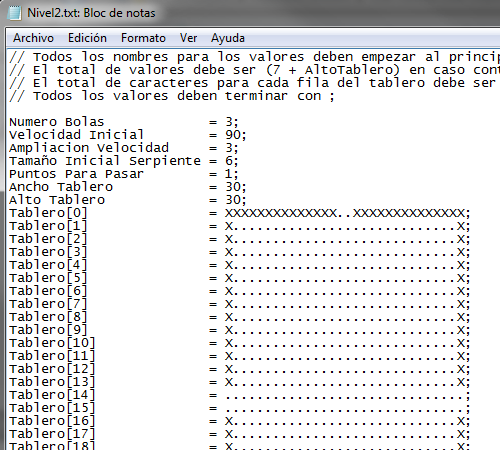 Nivel2.txt: Bloc de notas
Archivo Edición Formato Ver Ayuda
// Todos los nombres para los valores deben empezar al princip
// El total de valores debe ser (7 + AltoTablero) en caso cont
// El total de caracteres para cada fila del tablero debe ser
// Todos los valores deben terminar con ;
Numero Bolas = 3;
Velocidad Inicial = 90;
Ampliacion Velocidad = 3;
Tamaño Inicial Serpiente = 6;
Puntos Para Pasar = 1;
Ancho Tablero = 30;
Alto Tablero = 30;
Tablero[0] = XXXXXXXXXXXXXX..XXXXXXXXXXXXXX;
Tablero[1] = X............................X;
Tablero[2] = X............................X;
Tablero[3] = X............................X;
Tablero[4] = X............................X;
Tablero[5] = X............................X;
Tablero[6] = X............................X;
Tablero[7] = X............................X;
Tablero[8] = X............................X;
Tablero[9] = X............................X;
Tablero[10] = X............................X;
Tablero[11] = X............................X;
Tablero[12] = X............................X;
Tablero[13] = X............................X;
Tablero[14] = ..............................;
Tablero[15] = ..............................;
Tablero[16] = X............................X;
Tablero[17] = X............................X;
Tablero[18] = X............................X;